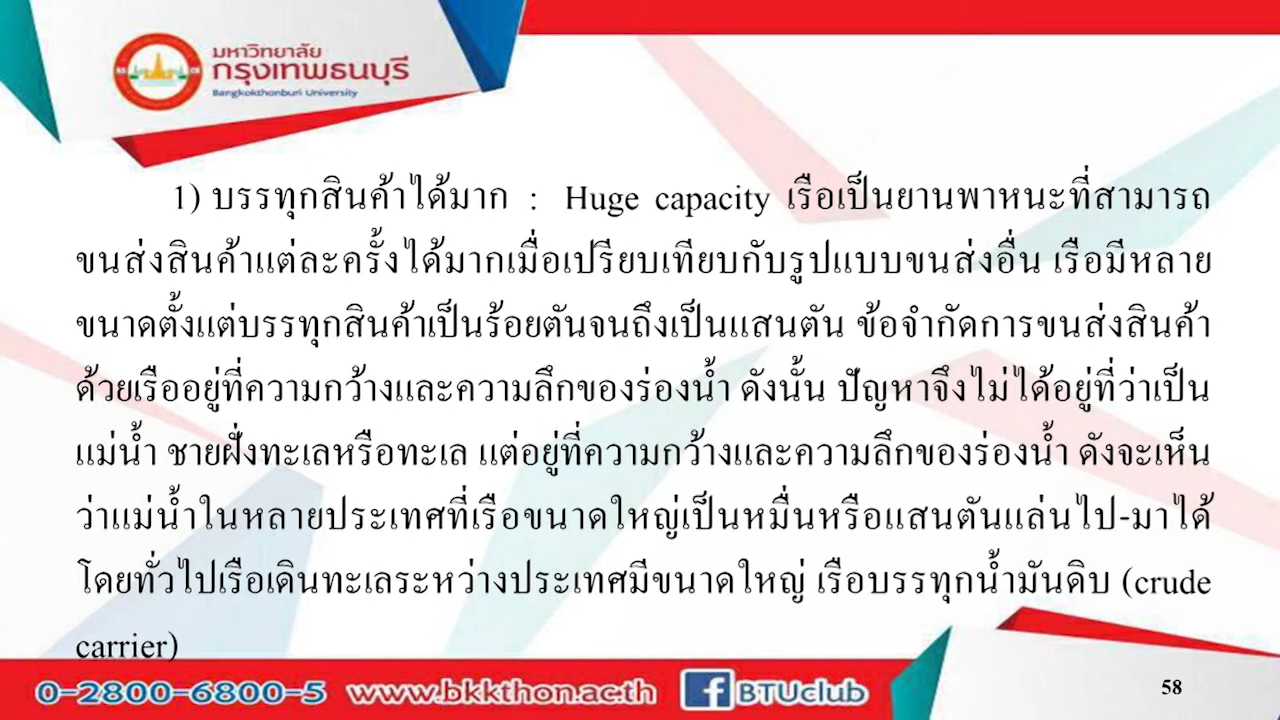 มหาวิทยาลัย
กรุงเทพธนบุรี
Bangkokthonburi University
1) บรรทุกสินค้าได้มาก : Huge capacity เรือเป็นยานพาหนะที่สามารถ
ขนส่งสินค้าแต่ละครั้งได้มากเมื่อเปรียบเทียบกับรูปแบบขนส่งอื่น เรือมีหลาย
ขนาดตั้งแต่บรรทุกสินค้าเป็นร้อยตันจนถึงเป็นแสนตัน ข้อจำกัดการขนส่งสินค้า
ด้วยเรืออยู่ที่ความกว้างและความลึกของร่องน้ำ ดังนั้น ปัญหาจึงไม่ได้อยู่ที่ว่าเป็น
แม่น้ำ ชายฝั่งทะเลหรือทะเล แต่อยู่ที่ความกว้างและความลึกของร่องน้ำ ดังจะเห็น
ว่าแม่น้ำในหลายประเทศที่เรือขนาดใหญ่เป็นหมื่นหรือแสนตันแล่นไป-มาได้
โดยทั่วไปเรือเดินทะเลระหว่างประเทศมีขนาดใหญ่ เรือบรรทุกน้ำมันดิบ (crude
carrier)
0-2800-6800-5 www.bkkthon.ac.th BTUclub
58